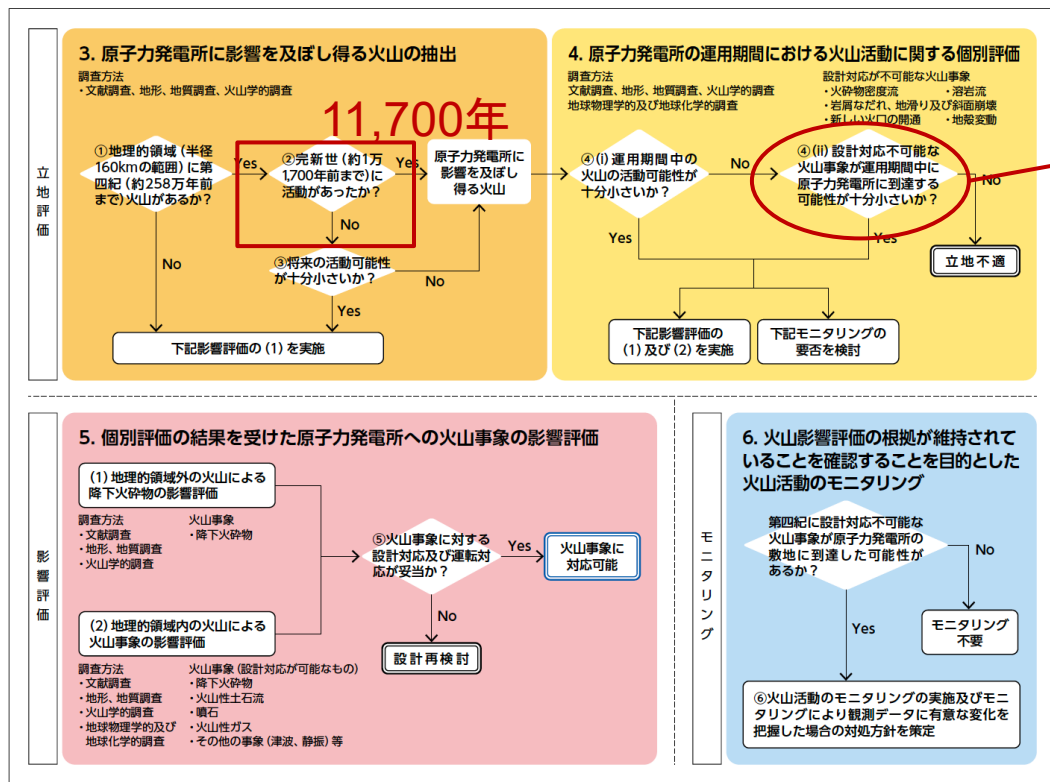 立地評価
3. 原子力発電所に影響を及ぼし得る火山の抽出
調査方法
・文献調査、地形、地質調査、火山学的調査
11,700年
①地理的領域（半径
160kmの範囲）に第
四紀（約258万年前
まで）火山があるか？
Yes
②完新世（約1万
1,700年前まで）に
活動があったか？
Yes
原子力発電所に
影響を及ぼし
得る火山
No
No
③将来の活動可能性
が十分小さいか？
No
Yes
下記影響評価の（1）を実施
4. 原子力発電所の運用期間における火山活動に関する個別評価
調査方法
文献調査、地形、地質調査、火山学的調査
地球物理学的及び地球化学的調査
設計対応が不可能な火山事象
・火砕物密度流
・溶岩流
・岩屑なだれ、地滑り及び斜面崩壊
・新しい火口の開通
・地殻変動
④(i) 運用期間中の
火山の活動可能性が
十分小さいか？
No
④(ii) 設計対応不可能な
火山事象が運用期間中に
原子力発電所に到達する
可能性が十分小さいか？
No
Yes
Yes
立地不適
下記影響評価の
（1）及び（2）を実施
下記モニタリングの
要否を検討
影響評価
5. 個別評価の結果を受けた原子力発電所への火山事象の影響評価
（1）地理的領域外の火山による
降下火砕物の影響評価
調査方法
・文献調査
・地形、地質調査
・火山学的調査
火山事象
・降下火砕物
⑤火山事象に対する
設計対応及び運転対
応が妥当か？
Yes
火山事象に
対応可能
No
設計再検討
（2）地理的領域内の火山による
火山事象の影響評価
調査方法
・文献調査
・地形、地質調査
・火山学的調査
・地球物理学的及び
地球化学的調査
火山事象（設計対応が可能なもの）
・降下火砕物
・火山性土石流
・噴石
・火山性ガス
・その他の事象（津波、静振）等
モニタリング
6. 火山影響評価の根拠が維持されて
いることを確認することを目的とした
火山活動のモニタリング
第四紀に設計対応不可能な
火山事象が原子力発電所の
敷地に到達した可能性が
あるか？
No
Yes
モニタリング
不要
⑥火山活動のモニタリングの実施及びモニ
タリングにより観測データに有意な変化を
把握した場合の対処方針を策定